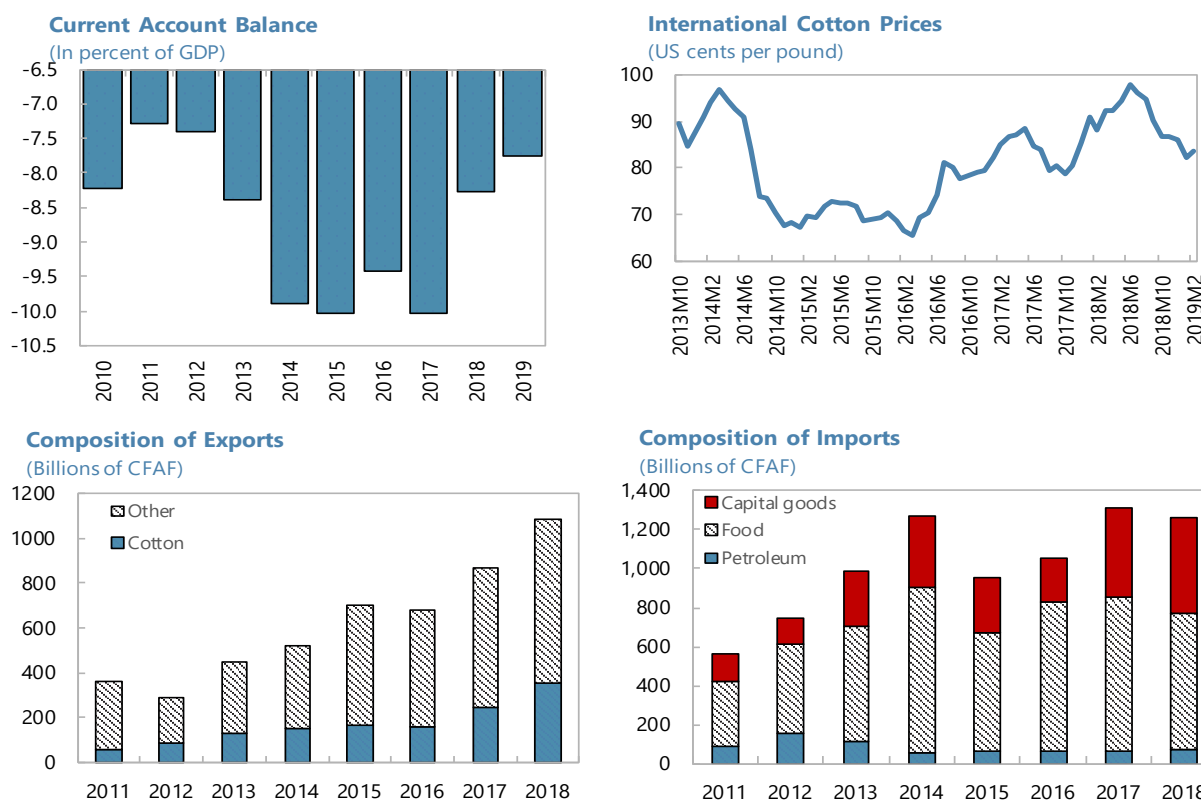 Current Account Balance
(In percent of GDP)
-6.5
-7.0
-7.5
-8.0
-8.5
-9.0
-9.5
-10.0
-10.5
2010
2011
2012
2013
2014
2015
2016
2017
2018
2019
International Cotton Prices
(US cents per pound)
100
90
80
70
60
2013M10
2014M2
2014M6
2014M10
2015M2
2015M6
2015M10
2016M2
2016M6
2016M10
2017M2
2017M6
2017M10
2018M2
2018M6
2018M10
2019M2
Composition of Exports
(Billions of CFAF)
1200
1000
800
600
400
200
0
Other
Cotton
2011 2012 2013 2014 2015 2016 2017 2018
Composition of Imports
(Billions of CFAF)
1,400
1,200
1,000
800
600
400
200
0
Capital goods
Food
Petroleum
2011 2012 2013 2014 2015 2016 2017 2018